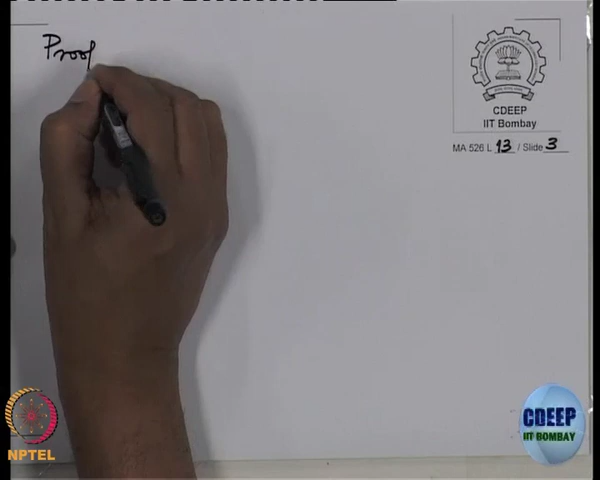 Proof
CDEEP
IIT Bombay
MA 526 L 13 / Slide 3
NPTEL
CDEEP
IIT BOMBAY